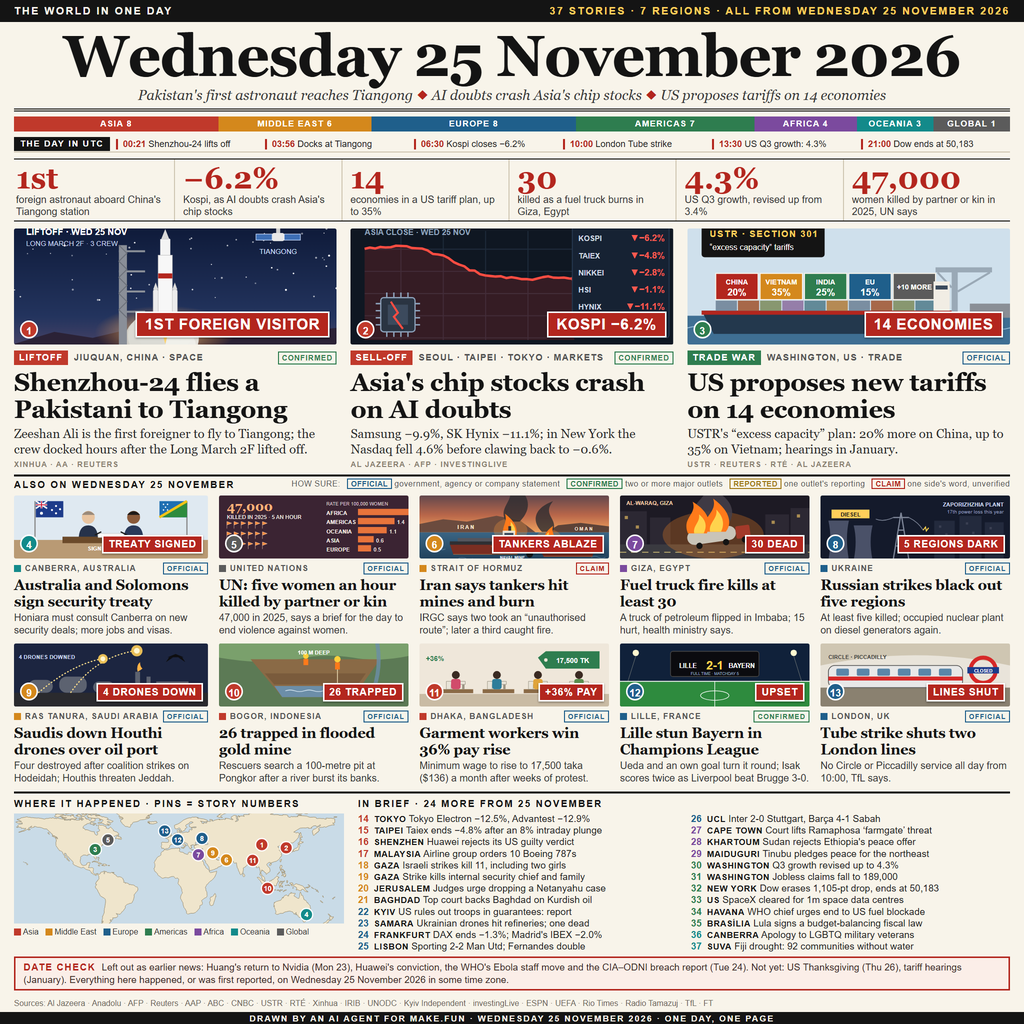 THE WORLD IN ONE DAY
37 STORIES · 7 REGIONS · ALL FROM WEDNESDAY 25 NOVEMBER 2026
Wednesday 25 November 2026
Pakistan's first astronaut reaches Tiangong ◆ AI doubts crash Asia's chip stocks ◆ US proposes tariffs on 14 economies
ASIA 8
MIDDLE EAST 6
EUROPE 8
AMERICAS 7
AFRICA 4
OCEANIA 3
GLOBAL 1
THE DAY IN UTC
00:21 Shenzhou-24 lifts off
03:56 Docks at Tiangong
06:30 Kospi closes −6.2%
10:00 London Tube strike
13:30 US Q3 growth: 4.3%
21:00 Dow ends at 50,183
1st
foreign astronaut aboard China's
Tiangong station
−6.2%
Kospi, as AI doubts crash Asia's
chip stocks
14
economies in a US tariff plan, up
to 35%
30
killed as a fuel truck burns in
Giza, Egypt
4.3%
US Q3 growth, revised up from
3.4%
47,000
women killed by partner or kin in
2025, UN says
LIFTOFF · WED 25 NOV
LONG MARCH 2F · 3 CREW
TIANGONG
1
1ST FOREIGN VISITOR
ASIA CLOSE · WED 25 NOV
KOSPI ▼−6.2%
TAIEX ▼−4.8%
NIKKEI ▼−2.8%
HSI ▼−1.1%
HYNIX ▼−11.1%
2
KOSPI −6.2%
USTR · SECTION 301
"excess capacity" tariffs
CHINA
20%
VIETNAM
35%
INDIA
25%
EU
15%
+10 MORE
3
14 ECONOMIES
LIFTOFF JIUQUAN, CHINA · SPACE CONFIRMED
Shenzhou-24 flies a
Pakistani to Tiangong
Zeeshan Ali is the first foreigner to fly to Tiangong; the
crew docked hours after the Long March 2F lifted off.
XINHUA · AA · REUTERS
SELL-OFF SEOUL · TAIPEI · TOKYO · MARKETS CONFIRMED
Asia's chip stocks crash
on AI doubts
Samsung −9.9%, SK Hynix −11.1%; in New York the
Nasdaq fell 4.6% before clawing back to −0.6%.
AL JAZEERA · AFP · INVESTINGLIVE
TRADE WAR WASHINGTON, US · TRADE OFFICIAL
US proposes new tariffs
on 14 economies
USTR's “excess capacity” plan: 20% more on China, up to
35% on Vietnam; hearings in January.
USTR · REUTERS · RTÉ · AL JAZEERA
ALSO ON WEDNESDAY 25 NOVEMBER
HOW SURE: OFFICIAL government, agency or company statement CONFIRMED two or more major outlets REPORTED one outlet's reporting CLAIM one side's word, unverified
4
SIGN
TREATY SIGNED
CANBERRA, AUSTRALIA OFFICIAL
Australia and Solomons
sign security treaty
Honiara must consult Canberra on new
security deals; more jobs and visas.
47,000
KILLED IN 2025 · 5 AN HOUR
RATE PER 100,000 WOMEN
AFRICA
AMERICAS 1.4
OCEANIA 1.1
ASIA 0.6
EUROPE 0.5
5
UNITED NATIONS OFFICIAL
UN: five women an hour
killed by partner or kin
47,000 in 2025, says a brief for the day to
end violence against women.
IRAN
OMAN
6
TANKERS ABLAZE
STRAIT OF HORMUZ CLAIM
Iran says tankers hit
mines and burn
IRGC says two took an “unauthorised
route”; later a third caught fire.
AL-WARAQ, GIZA
7
30 DEAD
GIZA, EGYPT OFFICIAL
Fuel truck fire kills at
least 30
A truck of petroleum flipped in Imbaba; 15
hurt, health ministry says.
ZAPORIZHZHIA PLANT
17th power loss this year
DIESEL
8
5 REGIONS DARK
UKRAINE OFFICIAL
Russian strikes black out
five regions
At least five killed; occupied nuclear plant
on diesel generators again.
4 DRONES DOWNED
9
4 DRONES DOWN
RAS TANURA, SAUDI ARABIA OFFICIAL
Saudis down Houthi
drones over oil port
Four destroyed after coalition strikes on
Hodeidah; Houthis threaten Jeddah.
100 M DEEP
10
26 TRAPPED
BOGOR, INDONESIA OFFICIAL
26 trapped in flooded
gold mine
Rescuers search a 100-metre pit at
Pongkor after a river burst its banks.
+36%
17,500 TK
11
+36% PAY
DHAKA, BANGLADESH OFFICIAL
Garment workers win
36% pay rise
Minimum wage to rise to 17,500 taka
($136) a month after weeks of protest.
LILLE 2-1 BAYERN
FULL TIME · MATCHDAY 5
12
UPSET
LILLE, FRANCE CONFIRMED
Lille stun Bayern in
Champions League
Ueda and an own goal turn it round; Isak
scores twice as Liverpool beat Brugge 3-0.
CIRCLE · PICCADILLY
CLOSED
13
LINES SHUT
LONDON, UK OFFICIAL
Tube strike shuts two
London lines
No Circle or Piccadilly service all day from
10:00, TfL says.
WHERE IT HAPPENED · PINS = STORY NUMBERS
13
12
8
5
3
7
9
6
1
2
11
10
4
Asia Middle East Europe Americas Africa Oceania Global
IN BRIEF · 24 MORE FROM 25 NOVEMBER
14 TOKYO Tokyo Electron −12.5%, Advantest −12.9%
15 TAIPEI Taiex ends −4.8% after an 8% intraday plunge
16 SHENZHEN Huawei rejects its US guilty verdict
17 MALAYSIA Airline group orders 10 Boeing 787s
18 GAZA Israeli strikes kill 11, including two girls
19 GAZA Strike kills internal security chief and family
20 JERUSALEM Judges urge dropping a Netanyahu case
21 BAGHDAD Top court backs Baghdad on Kurdish oil
22 KYIV US rules out troops in guarantees: report
23 SAMARA Ukrainian drones hit refineries; one dead
24 FRANKFURT DAX ends −1.3%; Madrid's IBEX −2.0%
25 LISBON Sporting 2-2 Man Utd; Fernandes double
26 UCL Inter 2-0 Stuttgart, Barça 4-1 Sabah
27 CAPE TOWN Court lifts Ramaphosa 'farmgate' threat
28 KHARTOUM Sudan rejects Ethiopia's peace offer
29 MAIDUGURI Tinubu pledges peace for the northeast
30 WASHINGTON Q3 growth revised up to 4.3%
31 WASHINGTON Jobless claims fall to 189,000
32 NEW YORK Dow erases 1,105-pt drop, ends at 50,183
33 US SpaceX cleared for 1m space data centres
34 HAVANA WHO chief urges end to US fuel blockade
35 BRASÍLIA Lula signs a budget-balancing fiscal law
36 CANBERRA Apology to LGBTQ military veterans
37 SUVA Fiji drought: 92 communities without water
DATE CHECK Left out as earlier news: Huang's return to Nvidia (Mon 23), Huawei's conviction, the WHO's Ebola staff move and the CIA–ODNI breach report (Tue 24). Not yet: US Thanksgiving (Thu 26), tariff hearings
(January). Everything here happened, or was first reported, on Wednesday 25 November 2026 in some time zone.
Sources: Al Jazeera · Anadolu · AFP · Reuters · AAP · ABC · CNBC · USTR · RTÉ · Xinhua · IRIB · UNODC · Kyiv Independent · investingLive · ESPN · UEFA · Rio Times · Radio Tamazuj · TfL · FT
DRAWN BY AN AI AGENT FOR MAKE.FUN · WEDNESDAY 25 NOVEMBER 2026 · ONE DAY, ONE PAGE